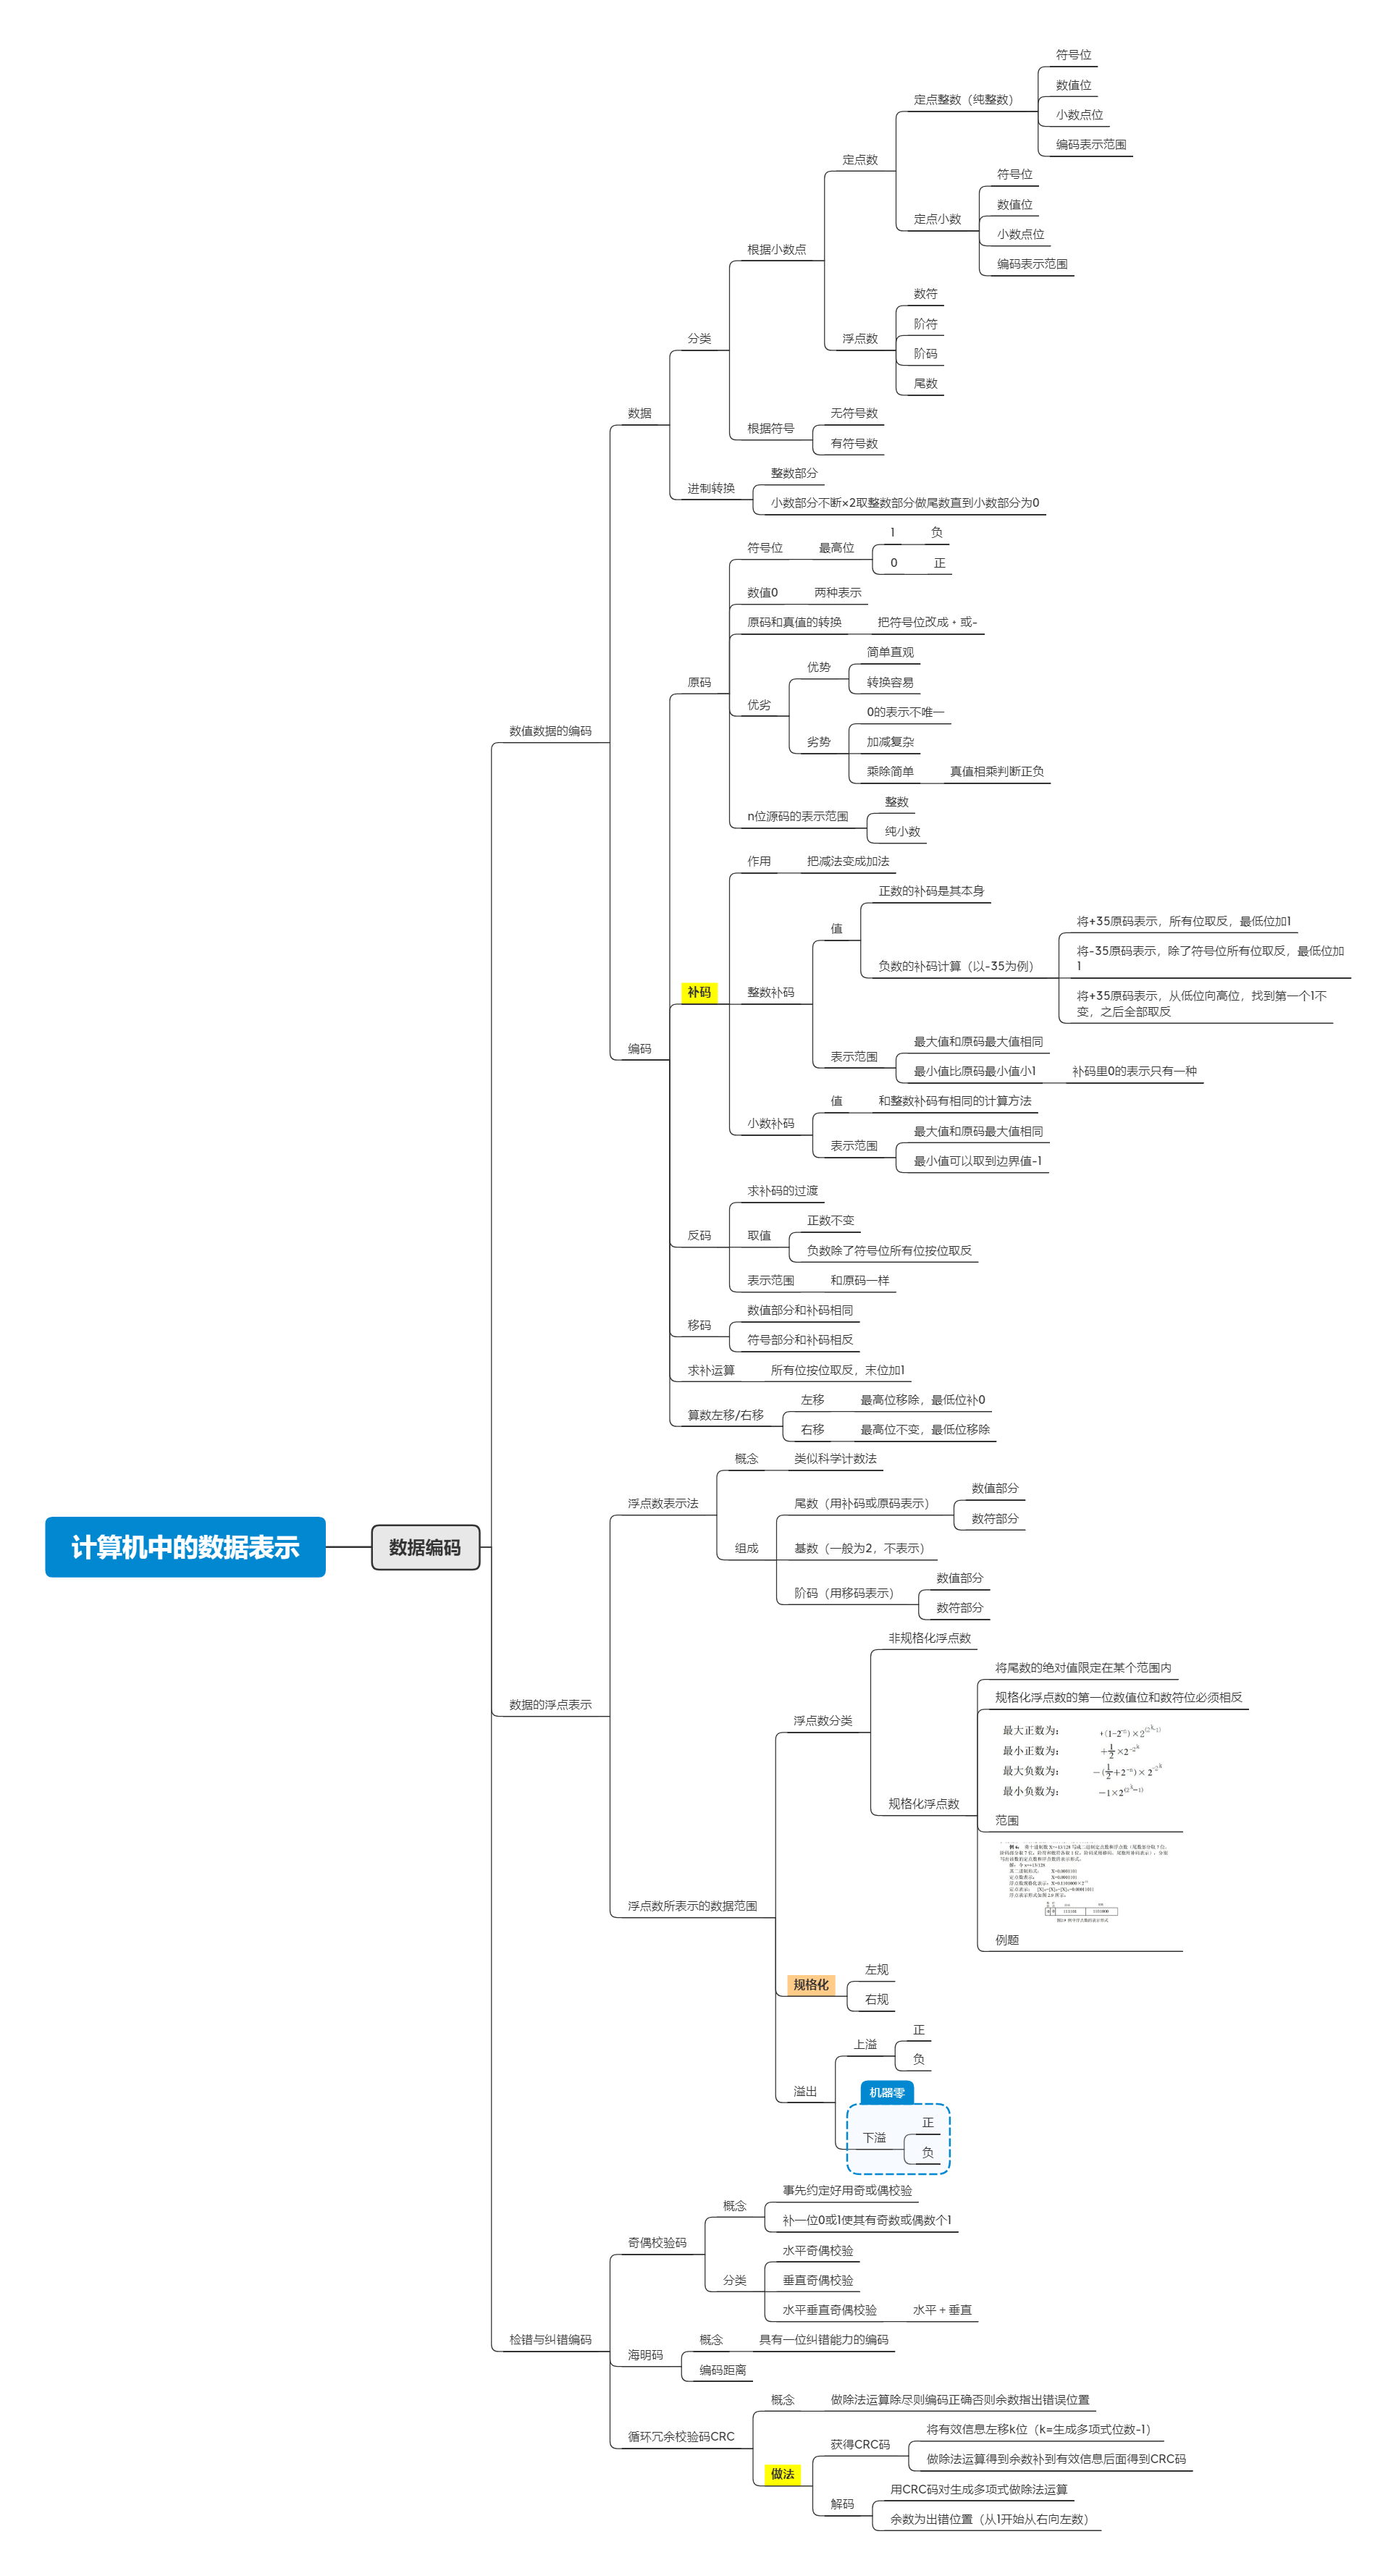 计算机中的数据表示
数据编码
数值数据的编码
数据
分类
根据小数点
定点数
定点整数（纯整数）
符号位
数值位
小数点位
编码表示范围
定点小数
符号位
数值位
小数点位
编码表示范围
浮点数
数符
阶符
阶码
尾数
根据符号
无符号数
有符号数
进制转换
整数部分
小数部分不断×2取整数部分做尾数直到小数部分为0
编码
原码
符号位
最高位
1
负
0
正
数值0
两种表示
原码和真值的转换
把符号位改成+或-
优劣
优势
简单直观
转换容易
劣势
0的表示不唯一
加减复杂
乘除简单
真值相乘判断正负
n位源码的表示范围
整数
纯小数
补码
作用
把减法变成加法
整数补码
值
正数的补码是其本身
负数的补码计算（以-35为例）
将+35原码表示，所有位取反，最低位加1
将-35原码表示，除了符号位所有位取反，最低位加
1
将+35原码表示，从低位向高位，找到第一个1不
变，之后全部取反
表示范围
最大值和原码最大值相同
最小值比原码最小值小1
补码里0的表示只有一种
小数补码
值
和整数补码有相同的计算方法
表示范围
最大值和原码最大值相同
最小值可以取到边界值-1
反码
求补码的过渡
取值
正数不变
负数除了符号位所有位按位取反
表示范围
和原码一样
移码
数值部分和补码相同
符号部分和补码相反
求补运算
所有位按位取反，末位加1
算数左移/右移
左移
最高位移除，最低位补0
右移
最高位不变，最低位移除
数据的浮点表示
浮点数表示法
概念
类似科学计数法
组成
尾数（用补码或原码表示）
数值部分
数符部分
基数（一般为2，不表示）
阶码（用移码表示）
数值部分
数符部分
浮点数所表示的数据范围
浮点数分类
非规格化浮点数
规格化浮点数
将尾数的绝对值限定在某个范围内
规格化浮点数的第一位数值位和数符位必须相反
最大正数为：
最小正数为：
最大负数为：
最小负数为：
范围
例题
规格化
左规
右规
溢出
上溢
正
负
机器零
下溢
正
负
检错与纠错编码
奇偶校验码
概念
事先约定好用奇或偶校验
补一位0或1使其有奇数或偶数个1
分类
水平奇偶校验
垂直奇偶校验
水平垂直奇偶校验
水平+垂直
海明码
概念
具有一位纠错能力的编码
编码距离
循环冗余校验码CRC
概念
做除法运算除尽则编码正确否则余数指出错误位置
做法
获得CRC码
将有效信息左移k位（k=生成多项式位数-1）
做除法运算得到余数补到有效信息后面得到CRC码
解码
用CRC码对生成多项式做除法运算
余数为出错位置（从1开始从右向左数）